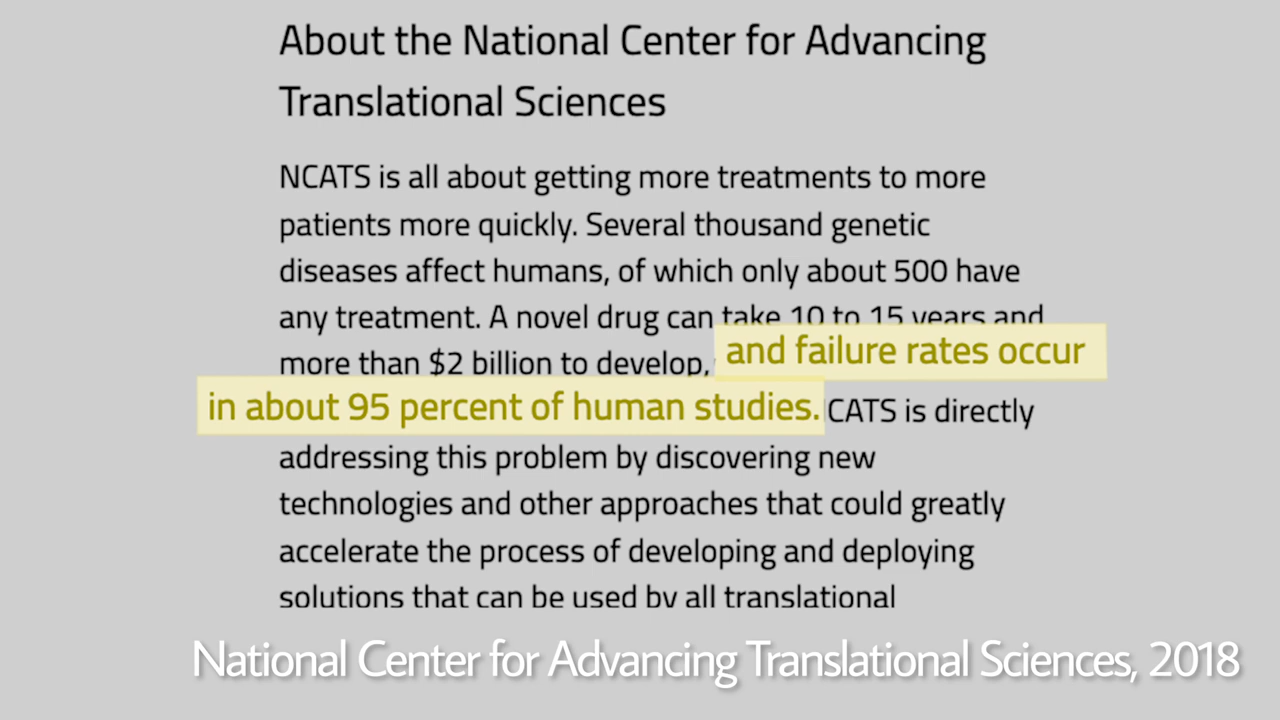 About the National Center for Advancing
Translational Sciences
NCATS is all about getting more treatments to more
patients more quickly. Several thousand genetic
diseases affect humans, of which only about 500 have
any treatment. A novel drug can take 10 to 15 years and
more than $2 billion to develop, and failure rates occur
in about 95 percent of human studies. CATS is directly
addressing this problem by discovering new
technologies and other approaches that could greatly
accelerate the process of developing and deploying
solutions that can be used by all translational
National Center for Advancing Translational Sciences, 2018